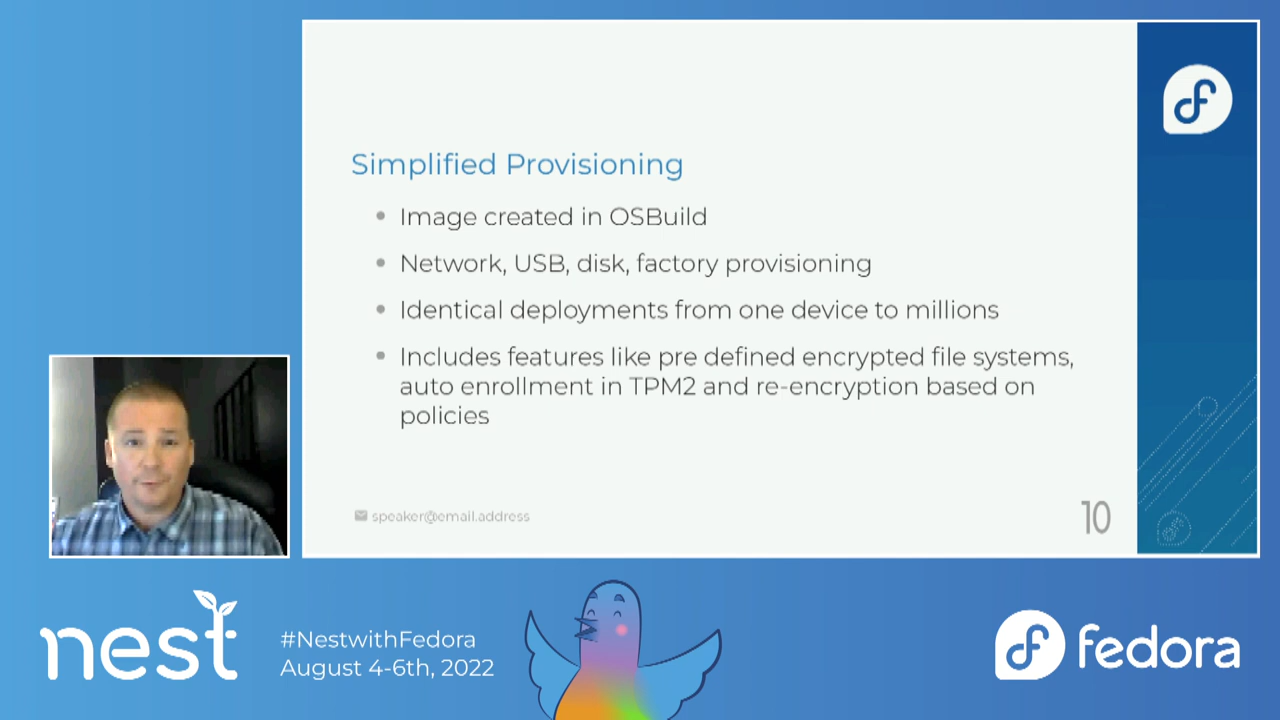 Simplified Provisioning
Image created in OSBuild
Network, USB, disk, factory provisioning
Identical deployments from one device to millions
Includes features like pre defined encrypted file systems,
auto enrollment in TPM2 and re-encryption based on
policies
speaker@email.address
10
nest
#NestwithFedora
August 4-6th, 2022
fedora